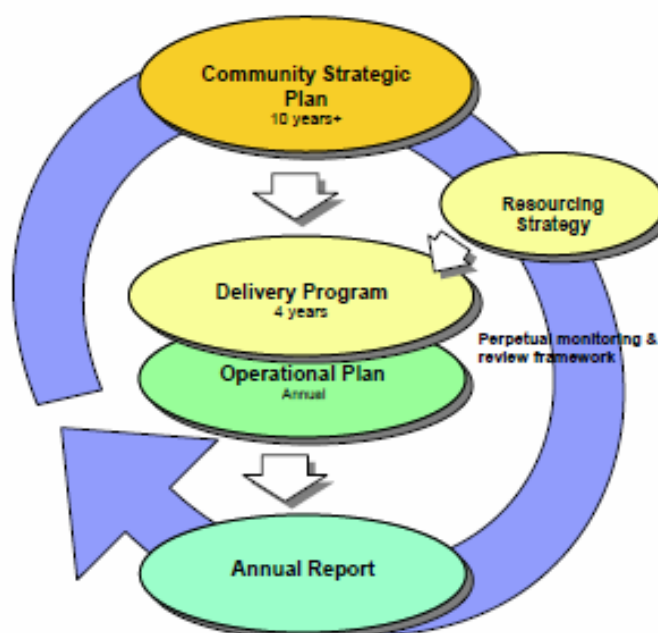 Community Strategic
Plan
10 years+
Resourcing
Strategy
Delivery Program
4 years
Perpetual monitoring &
review framework
Operational Plan
Annual
Annual Report